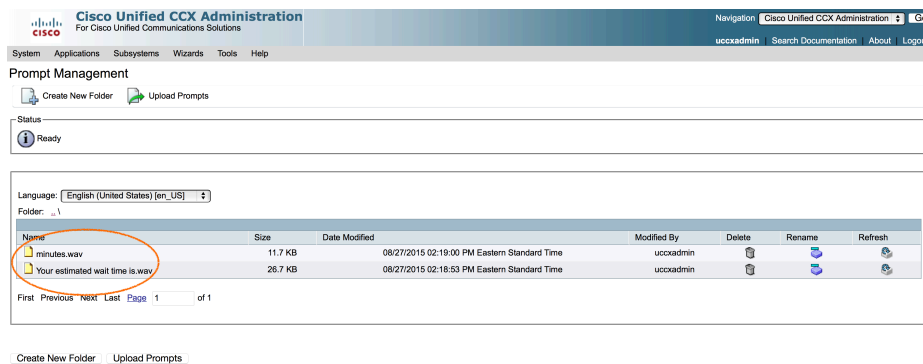 Cisco Unified CCX Administration
For Cisco Unified Communications Solutions
CISCO
Navigation Cisco Unified CCX Administration
uccxadmin Search Documentation About
System Applications Subsystems Wizards Tools Help
Prompt Management
Create New Folder Upload Prompts
Status
Ready
Language: English (United States) [en_US]
Folder: .. \
Name Size Date Modified Modified By Delete Rename Refresh
minutes.wav 11.7 KB 08/27/2015 02:19:00 PM Eastern Standard Time uccxadmin
Your estimated wait time is.wav 26.7 KB 08/27/2015 02:18:53 PM Eastern Standard Time uccxadmin
First Previous Next Last Page 1 of 1
Create New Folder Upload Prompts